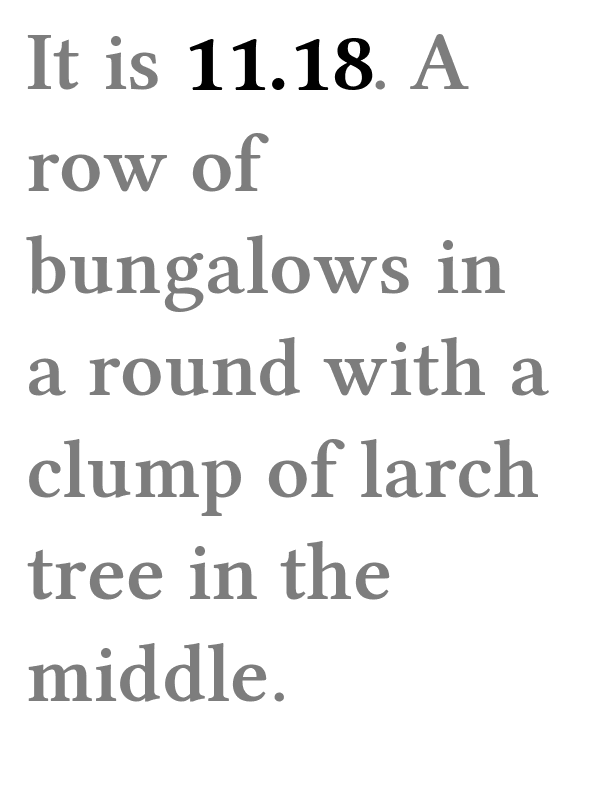 It is 11.18. A
row of
bungalows in
a round with a
clump of larch
tree in the
middle.